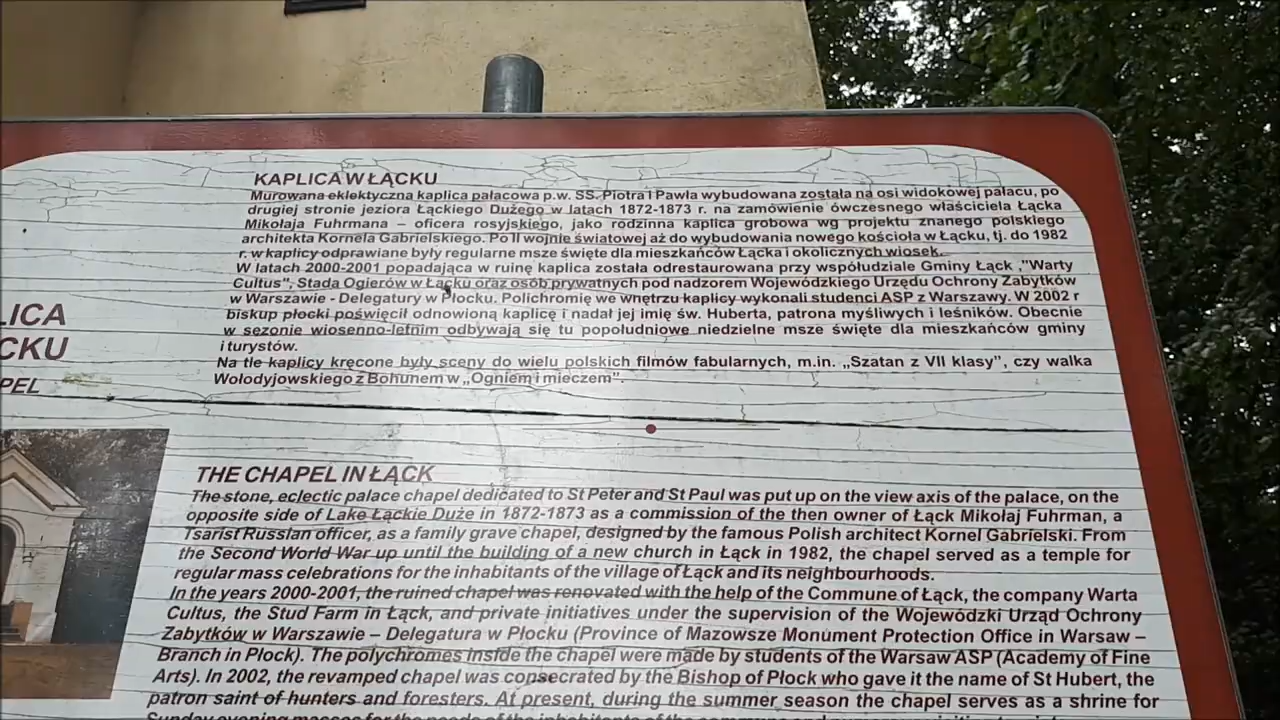 KAPLICA W ŁĄCKU
Murowana eklektyczna kaplica pałacowa p.w. SS. Piotra i Pawła wybudowana została na osi widokowej pałacu, po
drugiej stronie jeziora Łąckiego Dużego w latach 1872-1873 r. na zamówienie ówczesnego właściciela Łącka
Mikołaja Fuhrmana – oficera rosyjskiego, jako rodzinna kaplica grobowa wg projektu znanego polskiego
architekta Kornela Gabrielskiego. Po II wojnie światowej aż do wybudowania nowego kościoła w Łącku, tj. do 1982
r. w kaplicy odprawiane były regularne msze święte dla mieszkańców Łącka i okolicznych wiosek.
W latach 2000-2001 popadająca w ruinę kaplica została odrestaurowana przy współudziale Gminy Łąck ,"Warty
Cultus", Stada Ogierów w Łącku oraz osób prywatnych pod nadzorem Wojewódzkiego Urzędu Ochrony Zabytków
w Warszawie - Delegatury w Płocku. Polichromię we wnętrzu kaplicy wykonali studenci ASP z Warszawy. W 2002 r
biskup płocki poświęcił odnowioną kaplicę i nadał jej imię św. Huberta, patrona myśliwych i leśników. Obecnie
w sezonie wiosenno-letnim odbywają się tu popołudniowe niedzielne msze święte dla mieszkańców gminy
i turystów.
Na tle kaplicy kręcone były sceny do wielu polskich filmów fabularnych, m.in. „Szatan z VII klasy", czy walka
Wołodyjowskiego z Bohunem w „Ogniem i mieczem".
LICA
CKU
PEL
THE CHAPEL IN ŁĄCK
The stone, eclectic palace chapel dedicated to St Peter and St Paul was put up on the view axis of the palace, on the
opposite side of Lake Łąckie Duże in 1872-1873 as a commission of the then owner of Łąck Mikołaj Fuhrman, a
Tsarist Russian officer, as a family grave chapel, designed by the famous Polish architect Kornel Gabrielski. From
the Second World War up until the building of a new church in Łąck in 1982, the chapel served as a temple for
regular mass celebrations for the inhabitants of the village of Łąck and its neighbourhoods.
In the years 2000-2001, the ruined chapel was renovated with the help of the Commune of Łąck, the company Warta
Cultus, the Stud Farm in Łąck, and private initiatives under the supervision of the Wojewódzki Urząd Ochrony
Zabytków w Warszawie – Delegatura w Płocku (Province of Mazowsze Monument Protection Office in Warsaw –
Branch in Płock). The polychromes inside the chapel were made by students of the Warsaw ASP (Academy of Fine
Arts). In 2002, the revamped chapel was consecrated by the Bishop of Płock who gave it the name of St Hubert, the
patron saint of hunters and foresters. At present, during the summer season the chapel serves as a shrine for
Sunday evening masses for the needs of the inhabitants of the